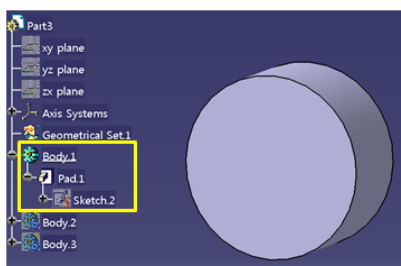 Part3
xy plane
yz plane
zx plane
Axis Systems
Geometrical Set.1
Body.1
Pad.1
Sketch.2
Body.2
Body.3